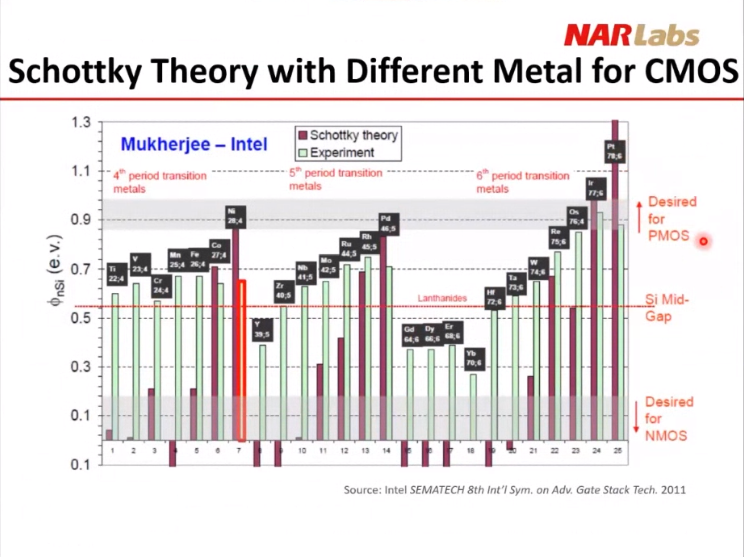 NARLabs
Schottky Theory with Different Metal for CMOS
Mukherjee – Intel
Schottky theory
Experiment
4th period transition
metals
5th period transition
metals
6th period transition
metals
Lanthanides
Desired
for
PMOS
Si Mid-
Gap
Desired
for
NMOS
ϕnSi (e.v.)
1.3
1.1
0.9
0.7
0.5
0.3
0.1
0.1
Ti
22;4
V
23;4
Cr
24;4
Mn
25;4
Fe
26;4
Co
27;4
Ni
28;4
Y
39,5
Zr
40;5
Nb
41;5
Mo
42;5
Ru
44;5
Rh
45;5
Pd
46;5
Gd
64;6
Dy
66;6
Er
68;6
Yb
70;6
Hf
72;6
Ta
73;6
W
74;6
Re
75;6
Os
76;4
Ir
77;6
Pt
78;6
1 2 3 4 5 6 7 8 9 10 11 12 13 14 15 16 17 18 19 20 21 22 23 24 25
Source: Intel SEMATECH 8th Int'l Sym. on Adv. Gate Stack Tech. 2011